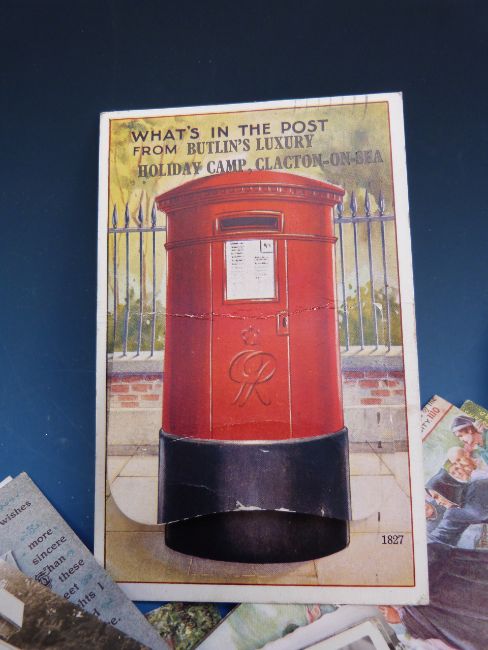 WHAT'S IN THE POST
FROM BUTLIN'S LUXURY
HOLIDAY CAMP, CLACTON-ON-SEA
GR
1827
wishes
more
sincere
than
these